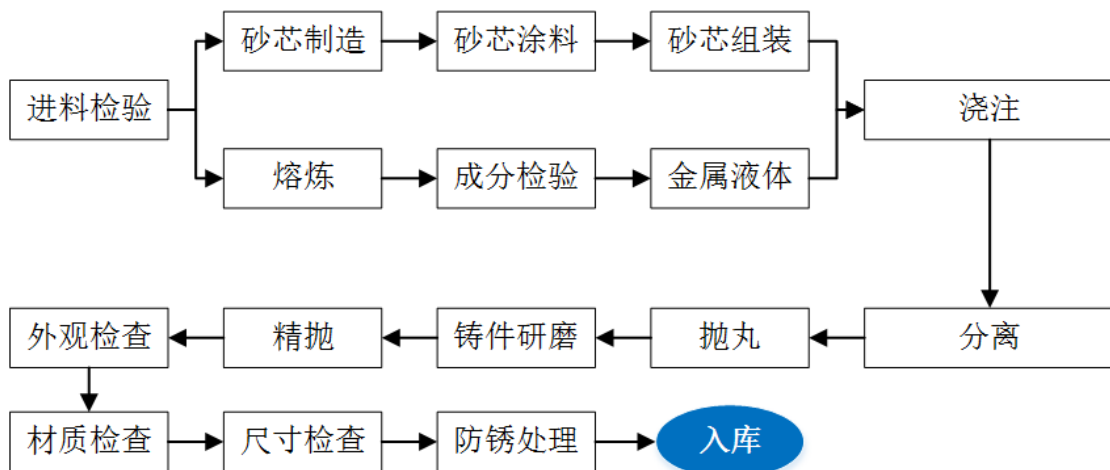 砂芯制造
砂芯涂料
砂芯组装
进料检验
浇注
熔炼
成分检验
金属液体
外观检查
精抛
铸件研磨
抛丸
分离
材质检查
尺寸检查
防锈处理
入库